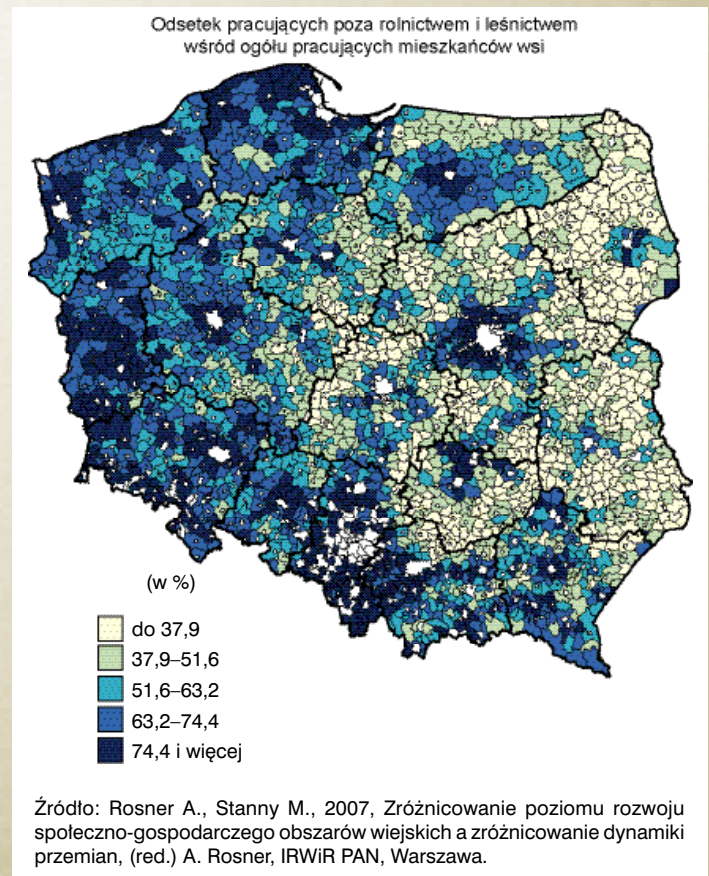 Odsetek pracujących poza rolnictwem i leśnictwem
wśród ogółu pracujących mieszkańców wsi
(w %)
do 37,9
37,9–51,6
51,6–63,2
63,2–74,4
74,4 i więcej
Źródło: Rosner A., Stanny M., 2007, Zróżnicowanie poziomu rozwoju
społeczno-gospodarczego obszarów wiejskich a zróżnicowanie dynamiki
przemian, (red.) A. Rosner, IRWiR PAN, Warszawa.